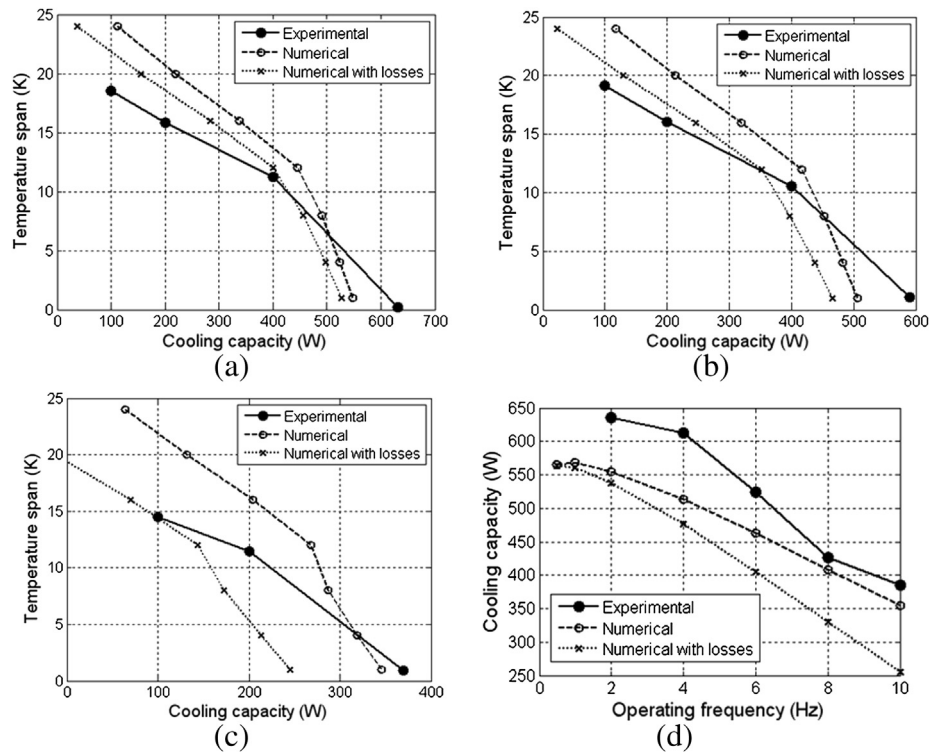 25
20
15
10
5
0
Temperature span (K)
Experimental
Numerical
Numerical with losses
0 100 200 300 400 500 600 700
Cooling capacity (W)
(a)
25
20
15
10
5
0
Temperature span (K)
Experimental
Numerical
Numerical with losses
0 100 200 300 400 500 600
Cooling capacity (W)
(b)
25
20
15
10
5
0
Temperature span (K)
Experimental
Numerical
Numerical with losses
0 100 200 300 400
Cooling capacity (W)
(c)
650
600
550
500
450
400
350
300
250
Cooling capacity (W)
Experimental
Numerical
Numerical with losses
0 2 4 6 8 10
Operating frequency (Hz)
(d)